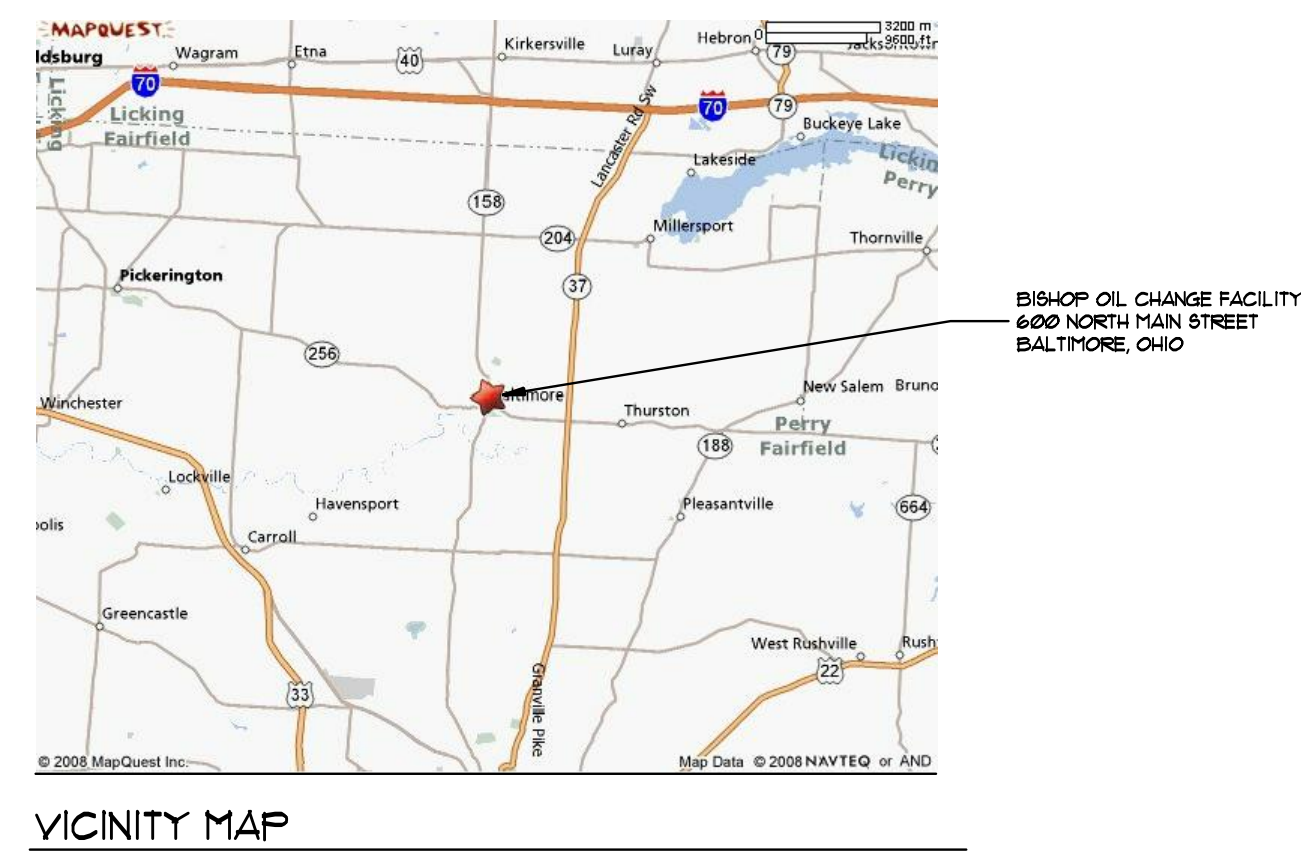 MAPQUEST
3200 m
0
9600 ft
Wagram
Etna
40
Kirkersville
Luray
Hebron
79
70
Licking
Licking
Fairfield
Lancaster Rd Sw
70
79
Buckeye Lake
Lakeside
Perry
158
204
Millersport
Thornville
37
Pickerington
BISHOP OIL CHANGE FACILITY
600 NORTH MAIN STREET
BALTIMORE, OHIO
256
Winchester
Thurston
New Salem
Perry
Fairfield
188
Lockville
Havensport
Pleasantville
664
Carroll
Greencastle
West Rushville
22
33
Granville Pike
© 2008 MapQuest Inc.
Map Data © 2008 NAVTEQ or AND
VICINITY MAP